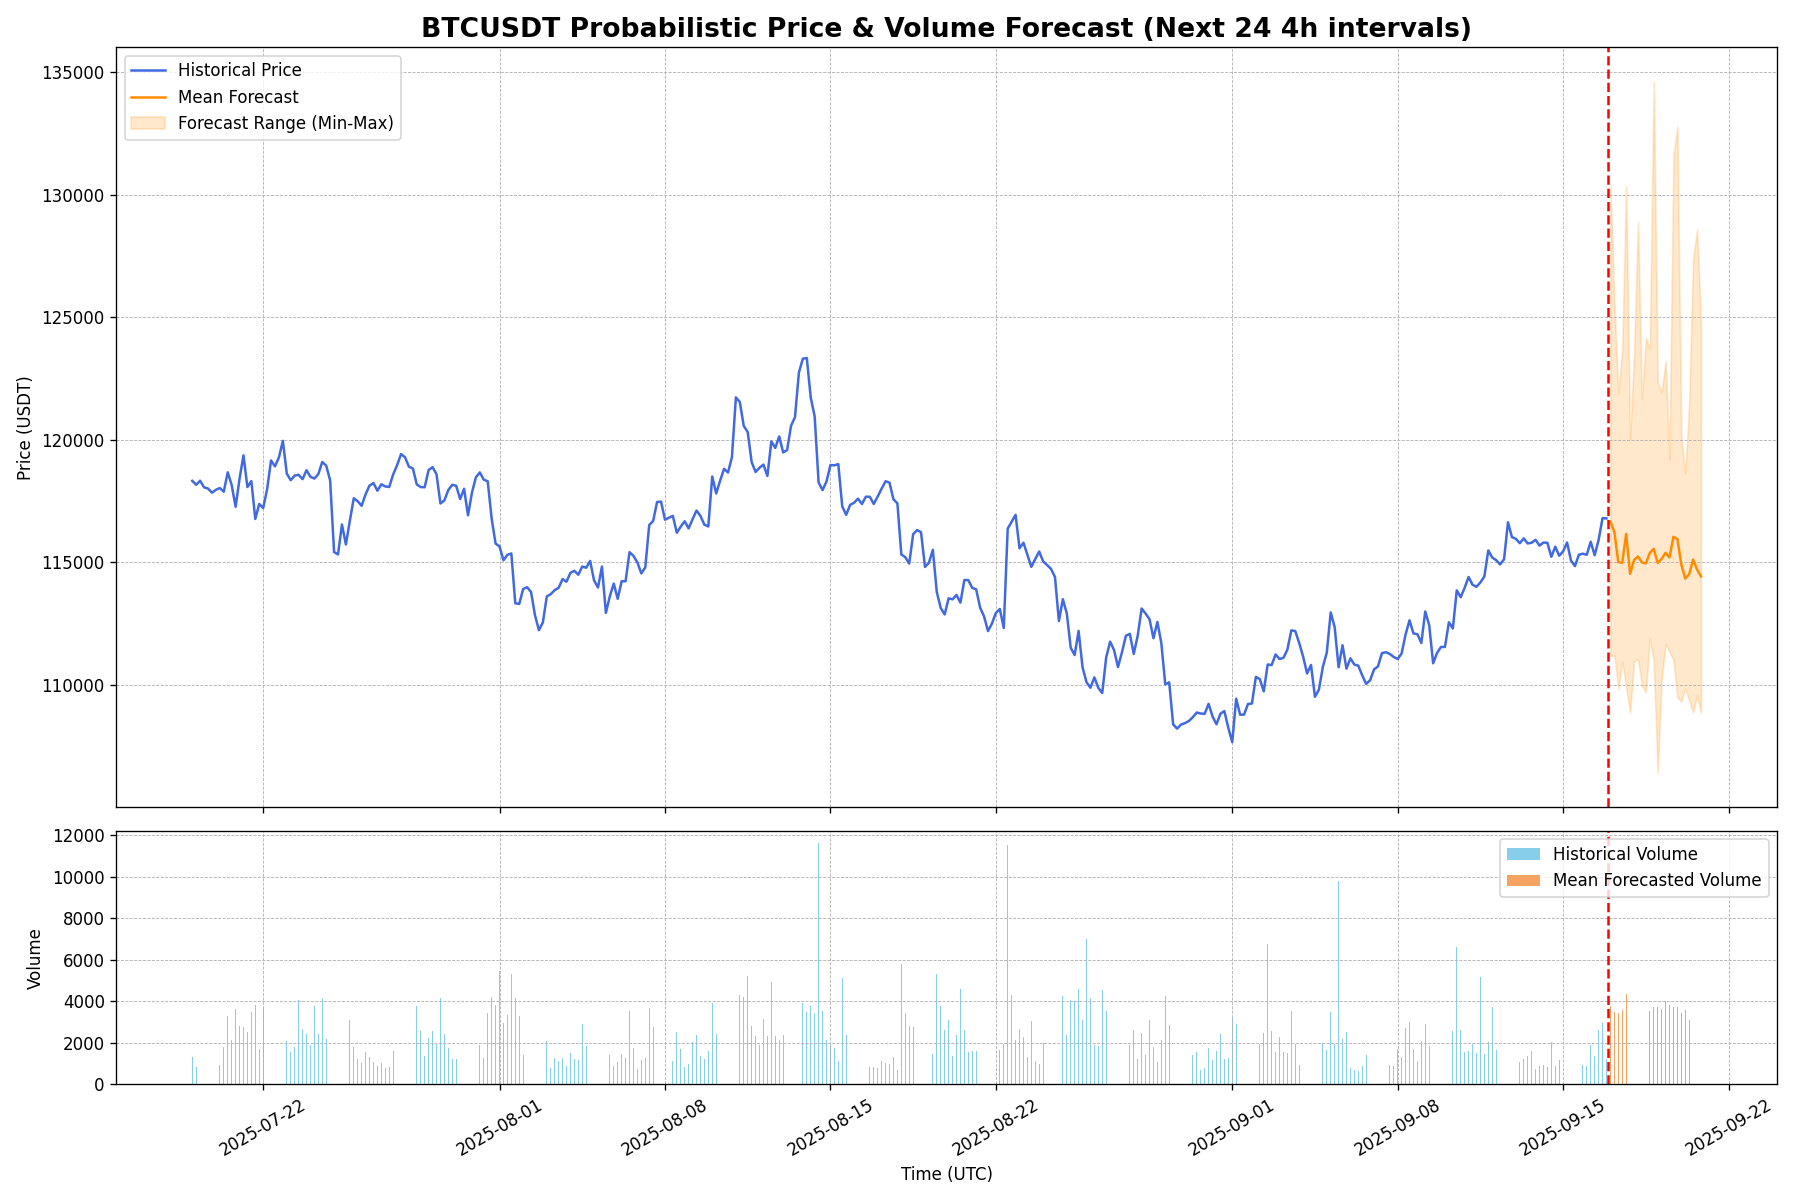 BTCUSDT Probabilistic Price & Volume Forecast (Next 24 4h intervals)
Historical Price
Mean Forecast
Forecast Range (Min-Max)
Price (USDT)
135000
130000
125000
120000
115000
110000
Historical Volume
Mean Forecasted Volume
Volume
12000
10000
8000
6000
4000
2000
0
2025-07-22
2025-08-01
2025-08-08
2025-08-15
2025-08-22
2025-09-01
2025-09-08
2025-09-15
2025-09-22
Time (UTC)